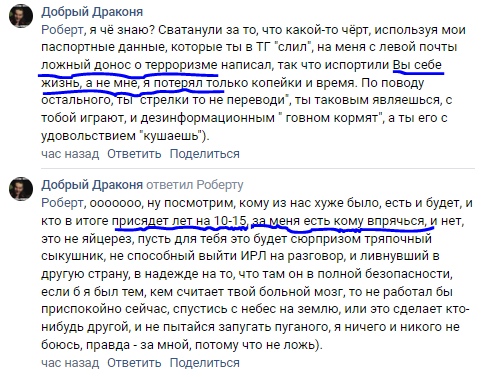 Добрый Драконя
Роберт, я чё знаю? Сватанули за то, что какой-то чёрт, используя мои
паспортные данные, которые ты в ТГ "слил", на меня с левой почты
ложный донос о терроризме написал, так что испортили Вы себе
жизнь, а не мне, я потерял только копейки и время. По поводу
остального, ты "стрелки то не переводи", ты таковым являешься, с
тобой играют, и дезинформационным " говном кормят", а ты его с
удовольствием "кушаешь").
час назад Ответить Поделиться
Добрый Драконя ответил Роберту
Роберт, ооооооо, ну посмотрим, кому из нас хуже было, есть и будет, и
кто в итоге присядет лет на 10-15, за меня есть кому впрячься, и нет,
это не яйцерез, пусть для тебя это будет сюрпризом тряпочный
сыкушник, не способный выйти ИРЛ на разговор, и ливнувший в
другую страну, в надежде на то, что там он в полной безопасности,
если б я был тем, кем считает твой больной мозг, то не работал бы
приспокойно сейчас, спустись с небес на землю, или это сделает кто-
нибудь другой, и не пытайся запугать пуганого, я ничего и никого не
боюсь, правда - за мной, потому что не ложь).
час назад Ответить Поделиться